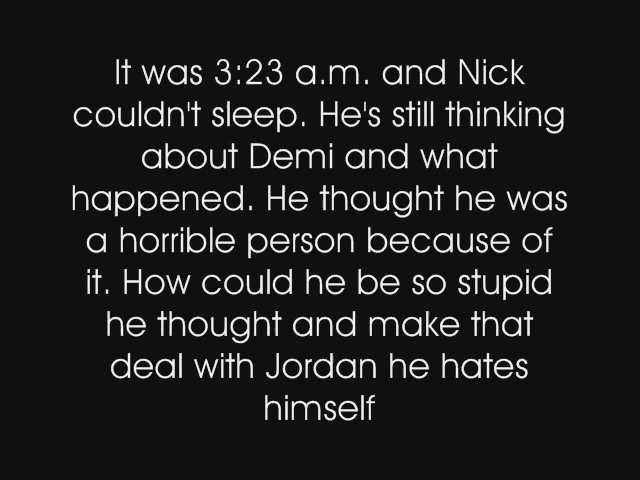 It was 3:23 a.m. and Nick
couldn't sleep. He's still thinking
about Demi and what
happened. He thought he was
a horrible person because of
it. How could he be so stupid
he thought and make that
deal with Jordan he hates
himself